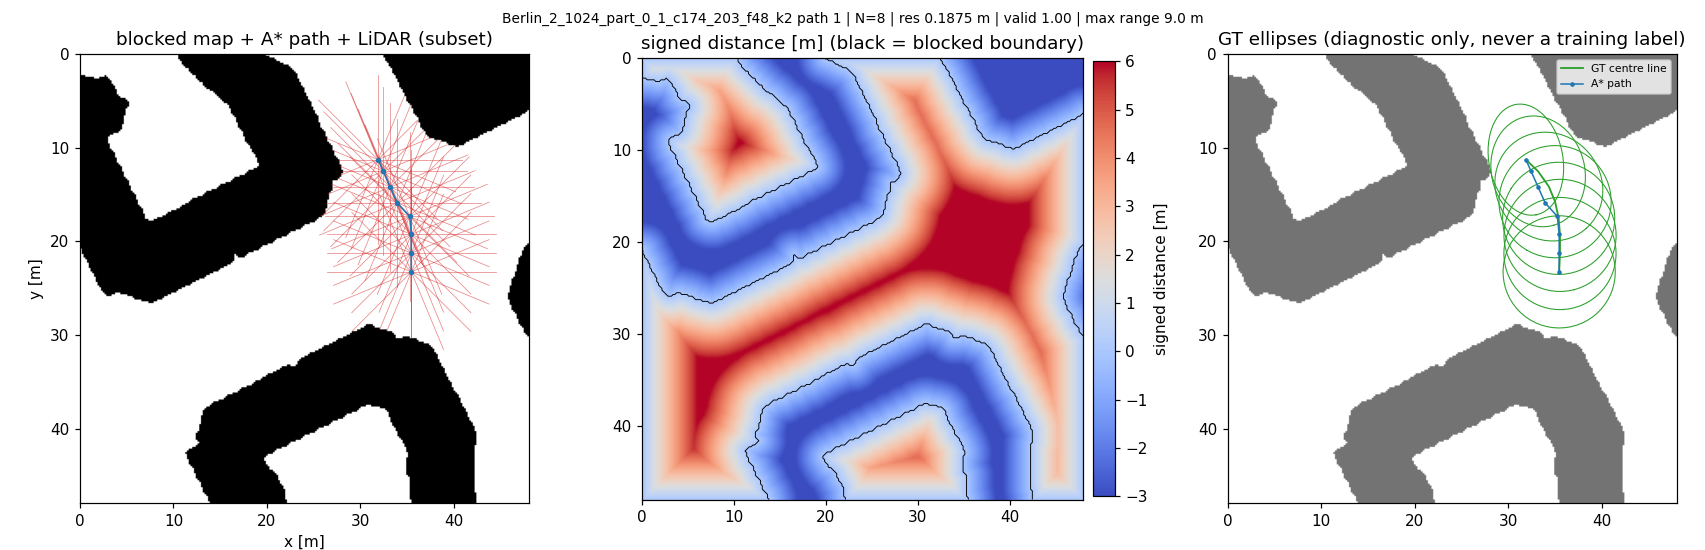 Berlin_2_1024_part_0_1_c174_203_f48_k2 path 1 | N=8 | res 0.1875 m | valid 1.00 | max range 9.0 m
blocked map + A* path + LiDAR (subset)
0
10
20
30
40
y [m]
0 10 20 30 40
x [m]
signed distance [m] (black = blocked boundary)
0
10
20
30
40
0 10 20 30 40
6
5
4
3
2
1
0
−1
−2
−3
signed distance [m]
GT ellipses (diagnostic only, never a training label)
GT centre line
A* path
0
10
20
30
40
0 10 20 30 40